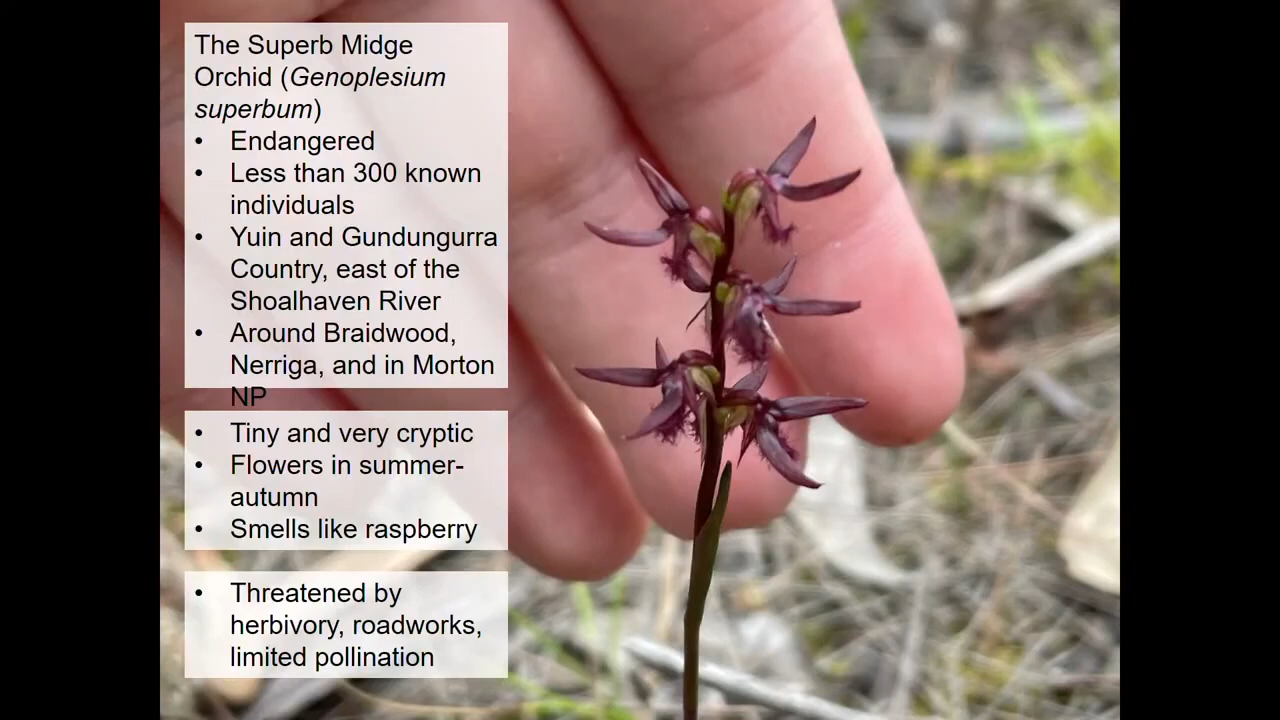 The Superb Midge
Orchid (Genoplesium
superbum)
• Endangered
• Less than 300 known
individuals
• Yuin and Gundungurra
Country, east of the
Shoalhaven River
• Around Braidwood,
Nerriga, and in Morton
NP
• Tiny and very cryptic
• Flowers in summer-
autumn
• Smells like raspberry
• Threatened by
herbivory, roadworks,
limited pollination